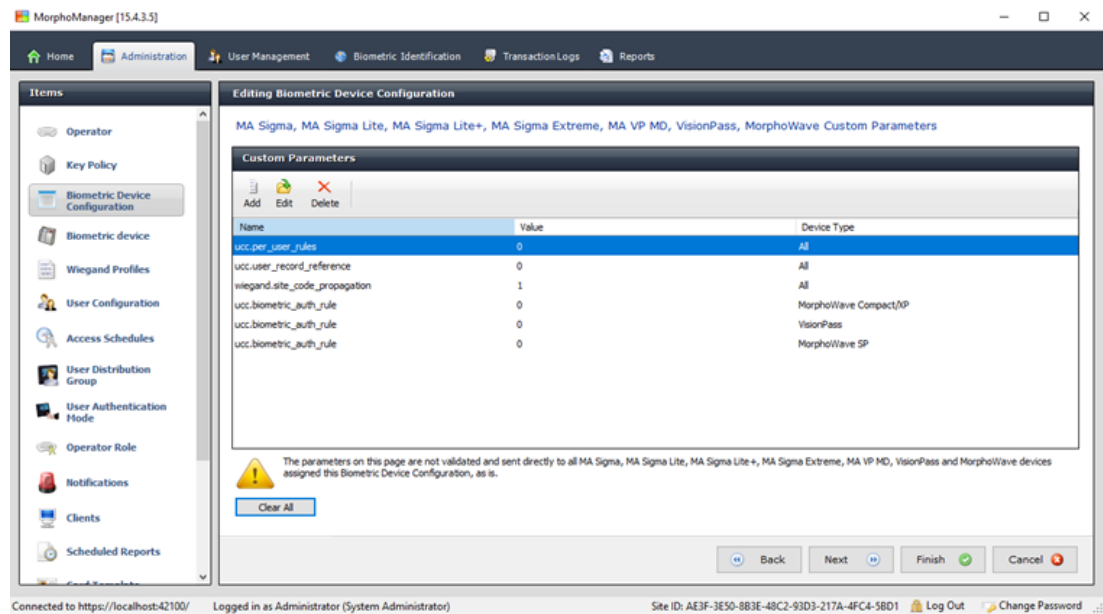 MorphoManager [15.4.3.5]
Home Administration User Management Biometric Identification Transaction Logs Reports
Items
Operator
Key Policy
Biometric Device
Configuration
Biometric device
Wiegand Profiles
User Configuration
Access Schedules
User Distribution
Group
User Authentication
Mode
Operator Role
Notifications
Clients
Scheduled Reports
Editing Biometric Device Configuration
MA Sigma, MA Sigma Lite, MA Sigma Lite+, MA Sigma Extreme, MA VP MD, VisionPass, MorphoWave Custom Parameters
Custom Parameters
Add Edit Delete
Name Value Device Type
ucc.per_user_rules 0 All
ucc.user_record_reference 0 All
wiegand.site_code_propagation 1 All
ucc.biometric_auth_rule 0 MorphoWave Compact/XP
ucc.biometric_auth_rule 0 VisionPass
ucc.biometric_auth_rule 0 MorphoWave SP
The parameters on this page are not validated and sent directly to all MA Sigma, MA Sigma Lite, MA Sigma Lite+, MA Sigma Extreme, MA VP MD, VisionPass and MorphoWave devices
assigned this Biometric Device Configuration, as is.
Clear All
Back Next Finish Cancel
Connected to https://localhost:42100/ Logged in as Administrator (System Administrator) Site ID: AE3F-3E50-8B3E-48C2-93D3-217A-4FC4-5BD1 Log Out Change Password